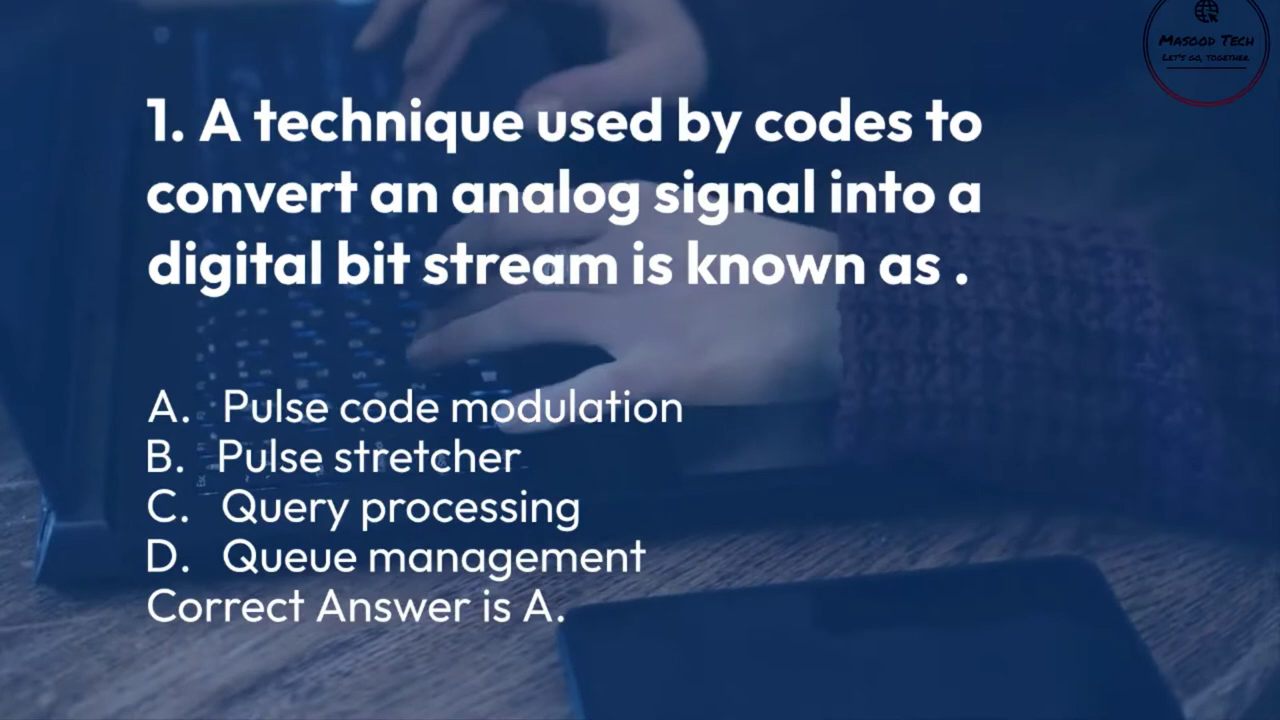 MASOOD TECH
LET'S GO, TOGETHER.
1. A technique used by codes to
convert an analog signal into a
digital bit stream is known as .
A. Pulse code modulation
B. Pulse stretcher
C. Query processing
D. Queue management
Correct Answer is A.